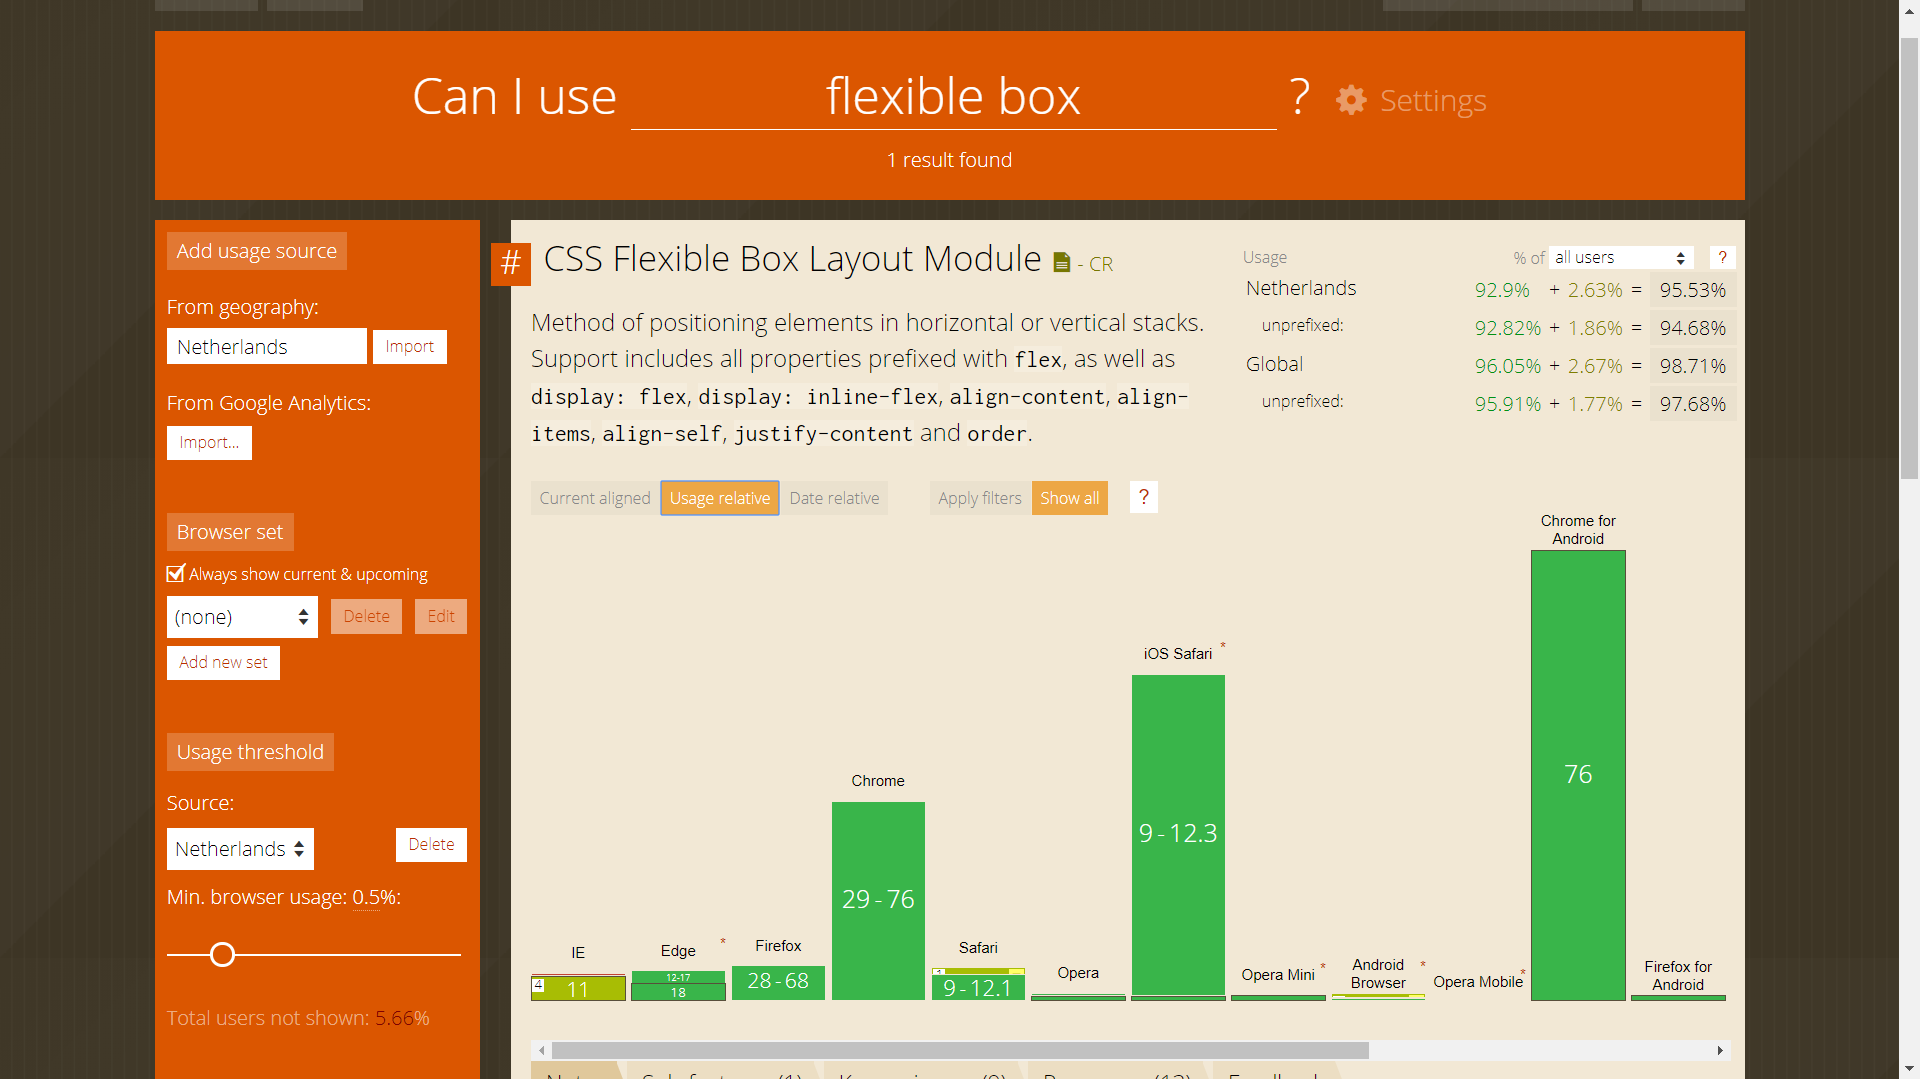 Can I use flexible box ? Settings
1 result found
Add usage source
From geography:
Netherlands Import
From Google Analytics:
Import...
Browser set
Always show current & upcoming
(none) Delete Edit
Add new set
Usage threshold
Source:
Netherlands Delete
Min. browser usage: 0.5%:
Total users not shown: 5.66%
# CSS Flexible Box Layout Module - CR
Method of positioning elements in horizontal or vertical stacks.
Support includes all properties prefixed with flex, as well as
display: flex, display: inline-flex, align-content, align-
items, align-self, justify-content and order.
Usage % of all users ?
Netherlands 92.9% + 2.63% = 95.53%
unprefixed: 92.82% + 1.86% = 94.68%
Global 96.05% + 2.67% = 98.71%
unprefixed: 95.91% + 1.77% = 97.68%
Current aligned Usage relative Date relative Apply filters Show all ?
IE
4 11
Edge *
12-17
18
Firefox
28-68
Chrome
29-76
Safari
9-12.1
Opera
iOS Safari *
9-12.3
Opera Mini *
Android
Browser *
Opera Mobile *
Chrome for
Android
76
Firefox for
Android